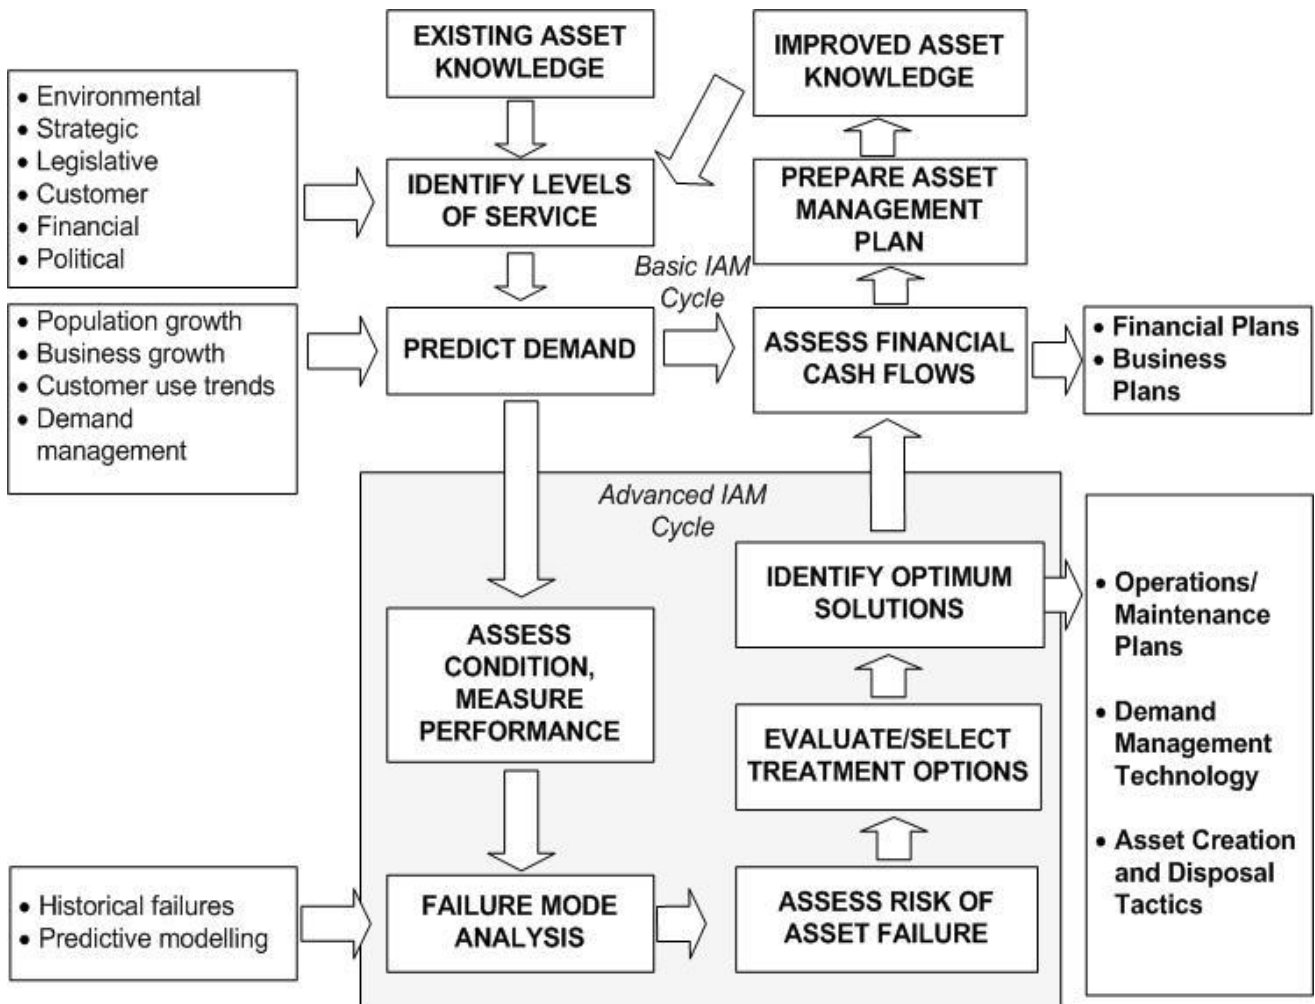 EXISTING ASSET
KNOWLEDGE
IMPROVED ASSET
KNOWLEDGE
• Environmental
• Strategic
• Legislative
• Customer
• Financial
• Political
IDENTIFY LEVELS
OF SERVICE
PREPARE ASSET
MANAGEMENT
PLAN
Basic IAM
Cycle
• Population growth
• Business growth
• Customer use trends
• Demand
management
PREDICT DEMAND
ASSESS FINANCIAL
CASH FLOWS
• Financial Plans
• Business
Plans
Advanced IAM
Cycle
ASSESS
CONDITION,
MEASURE
PERFORMANCE
IDENTIFY OPTIMUM
SOLUTIONS
EVALUATE/SELECT
TREATMENT OPTIONS
• Operations/
Maintenance
Plans
• Demand
Management
Technology
• Asset Creation
and Disposal
Tactics
• Historical failures
• Predictive modelling
FAILURE MODE
ANALYSIS
ASSESS RISK OF
ASSET FAILURE